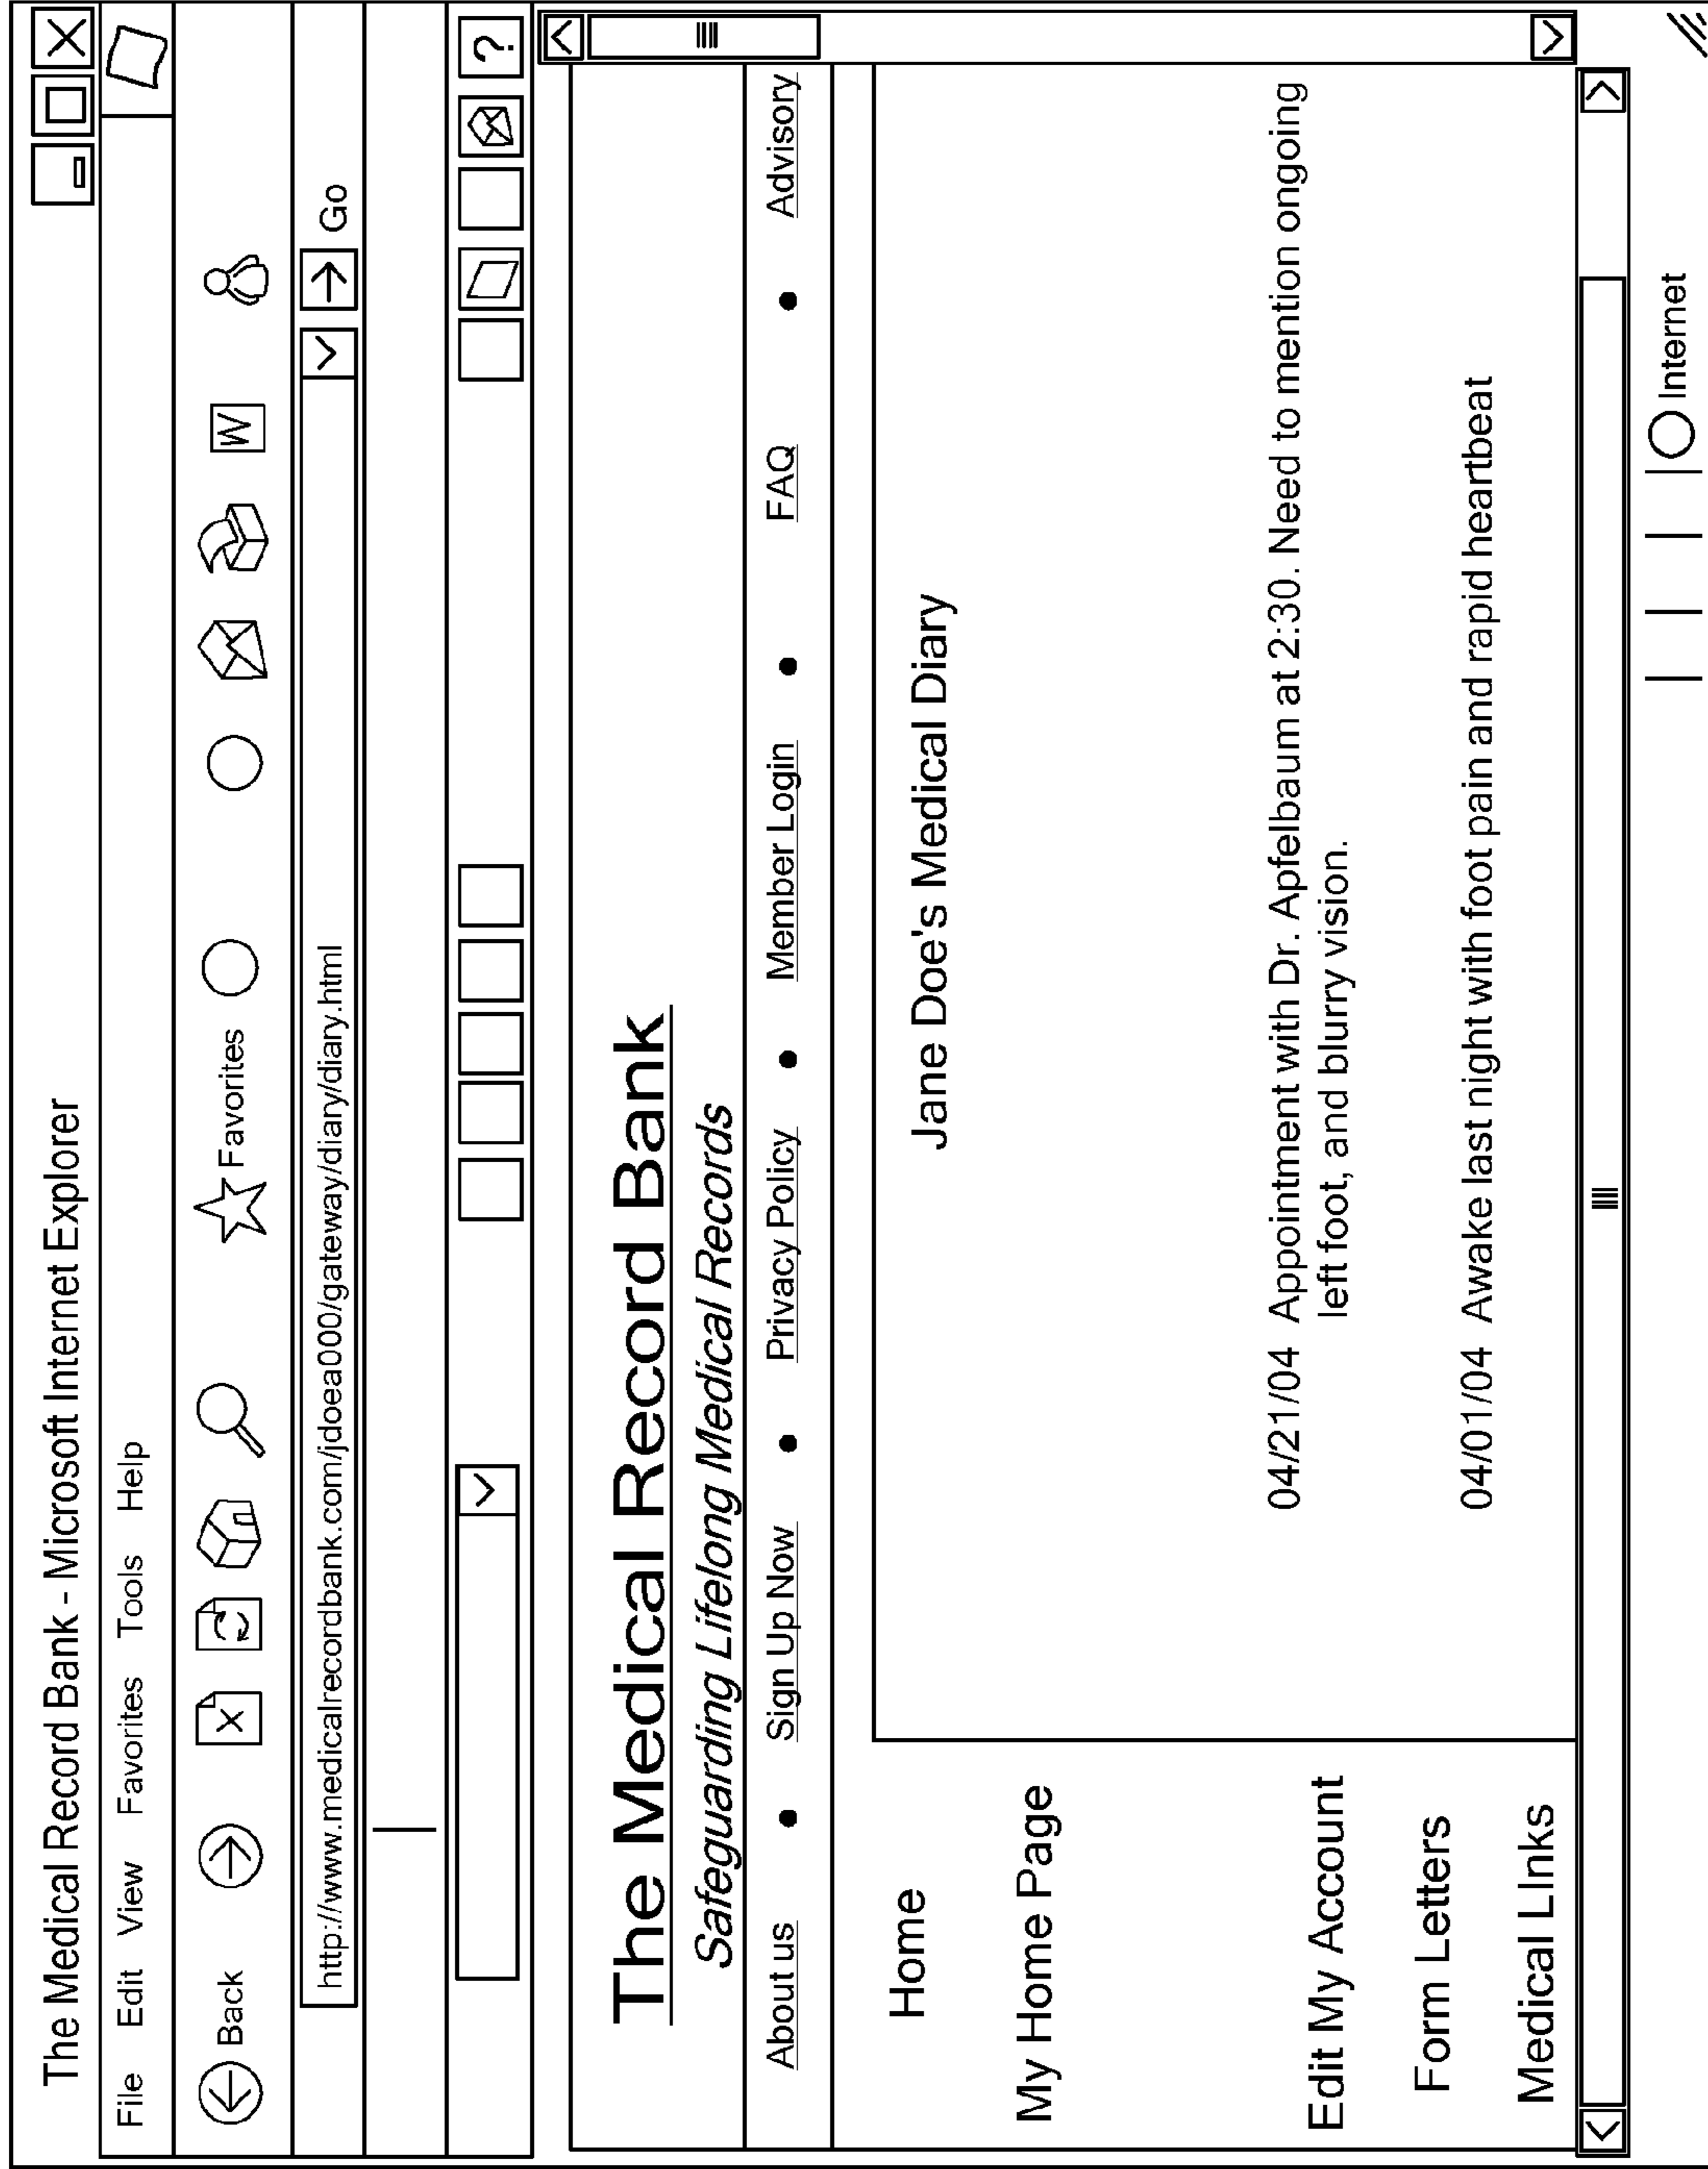 The Medical Record Bank - Microsoft Internet Explorer
File Edit View Favorites Tools Help
Back Favorites W
http://www.medicalrecordbank.com/jdoea000/gateway/diary/diary.html Go
?
The Medical Record Bank
Safeguarding Lifelong Medical Records
About us • Sign Up Now • Privacy Policy • Member Login • FAQ • Advisory
Home
My Home Page
Edit My Account
Form Letters
Medical LInks
Jane Doe's Medical Diary
04/21/04 Appointment with Dr. Apfelbaum at 2:30. Need to mention ongoing
left foot, and blurry vision.
04/01/04 Awake last night with foot pain and rapid heartbeat
Internet